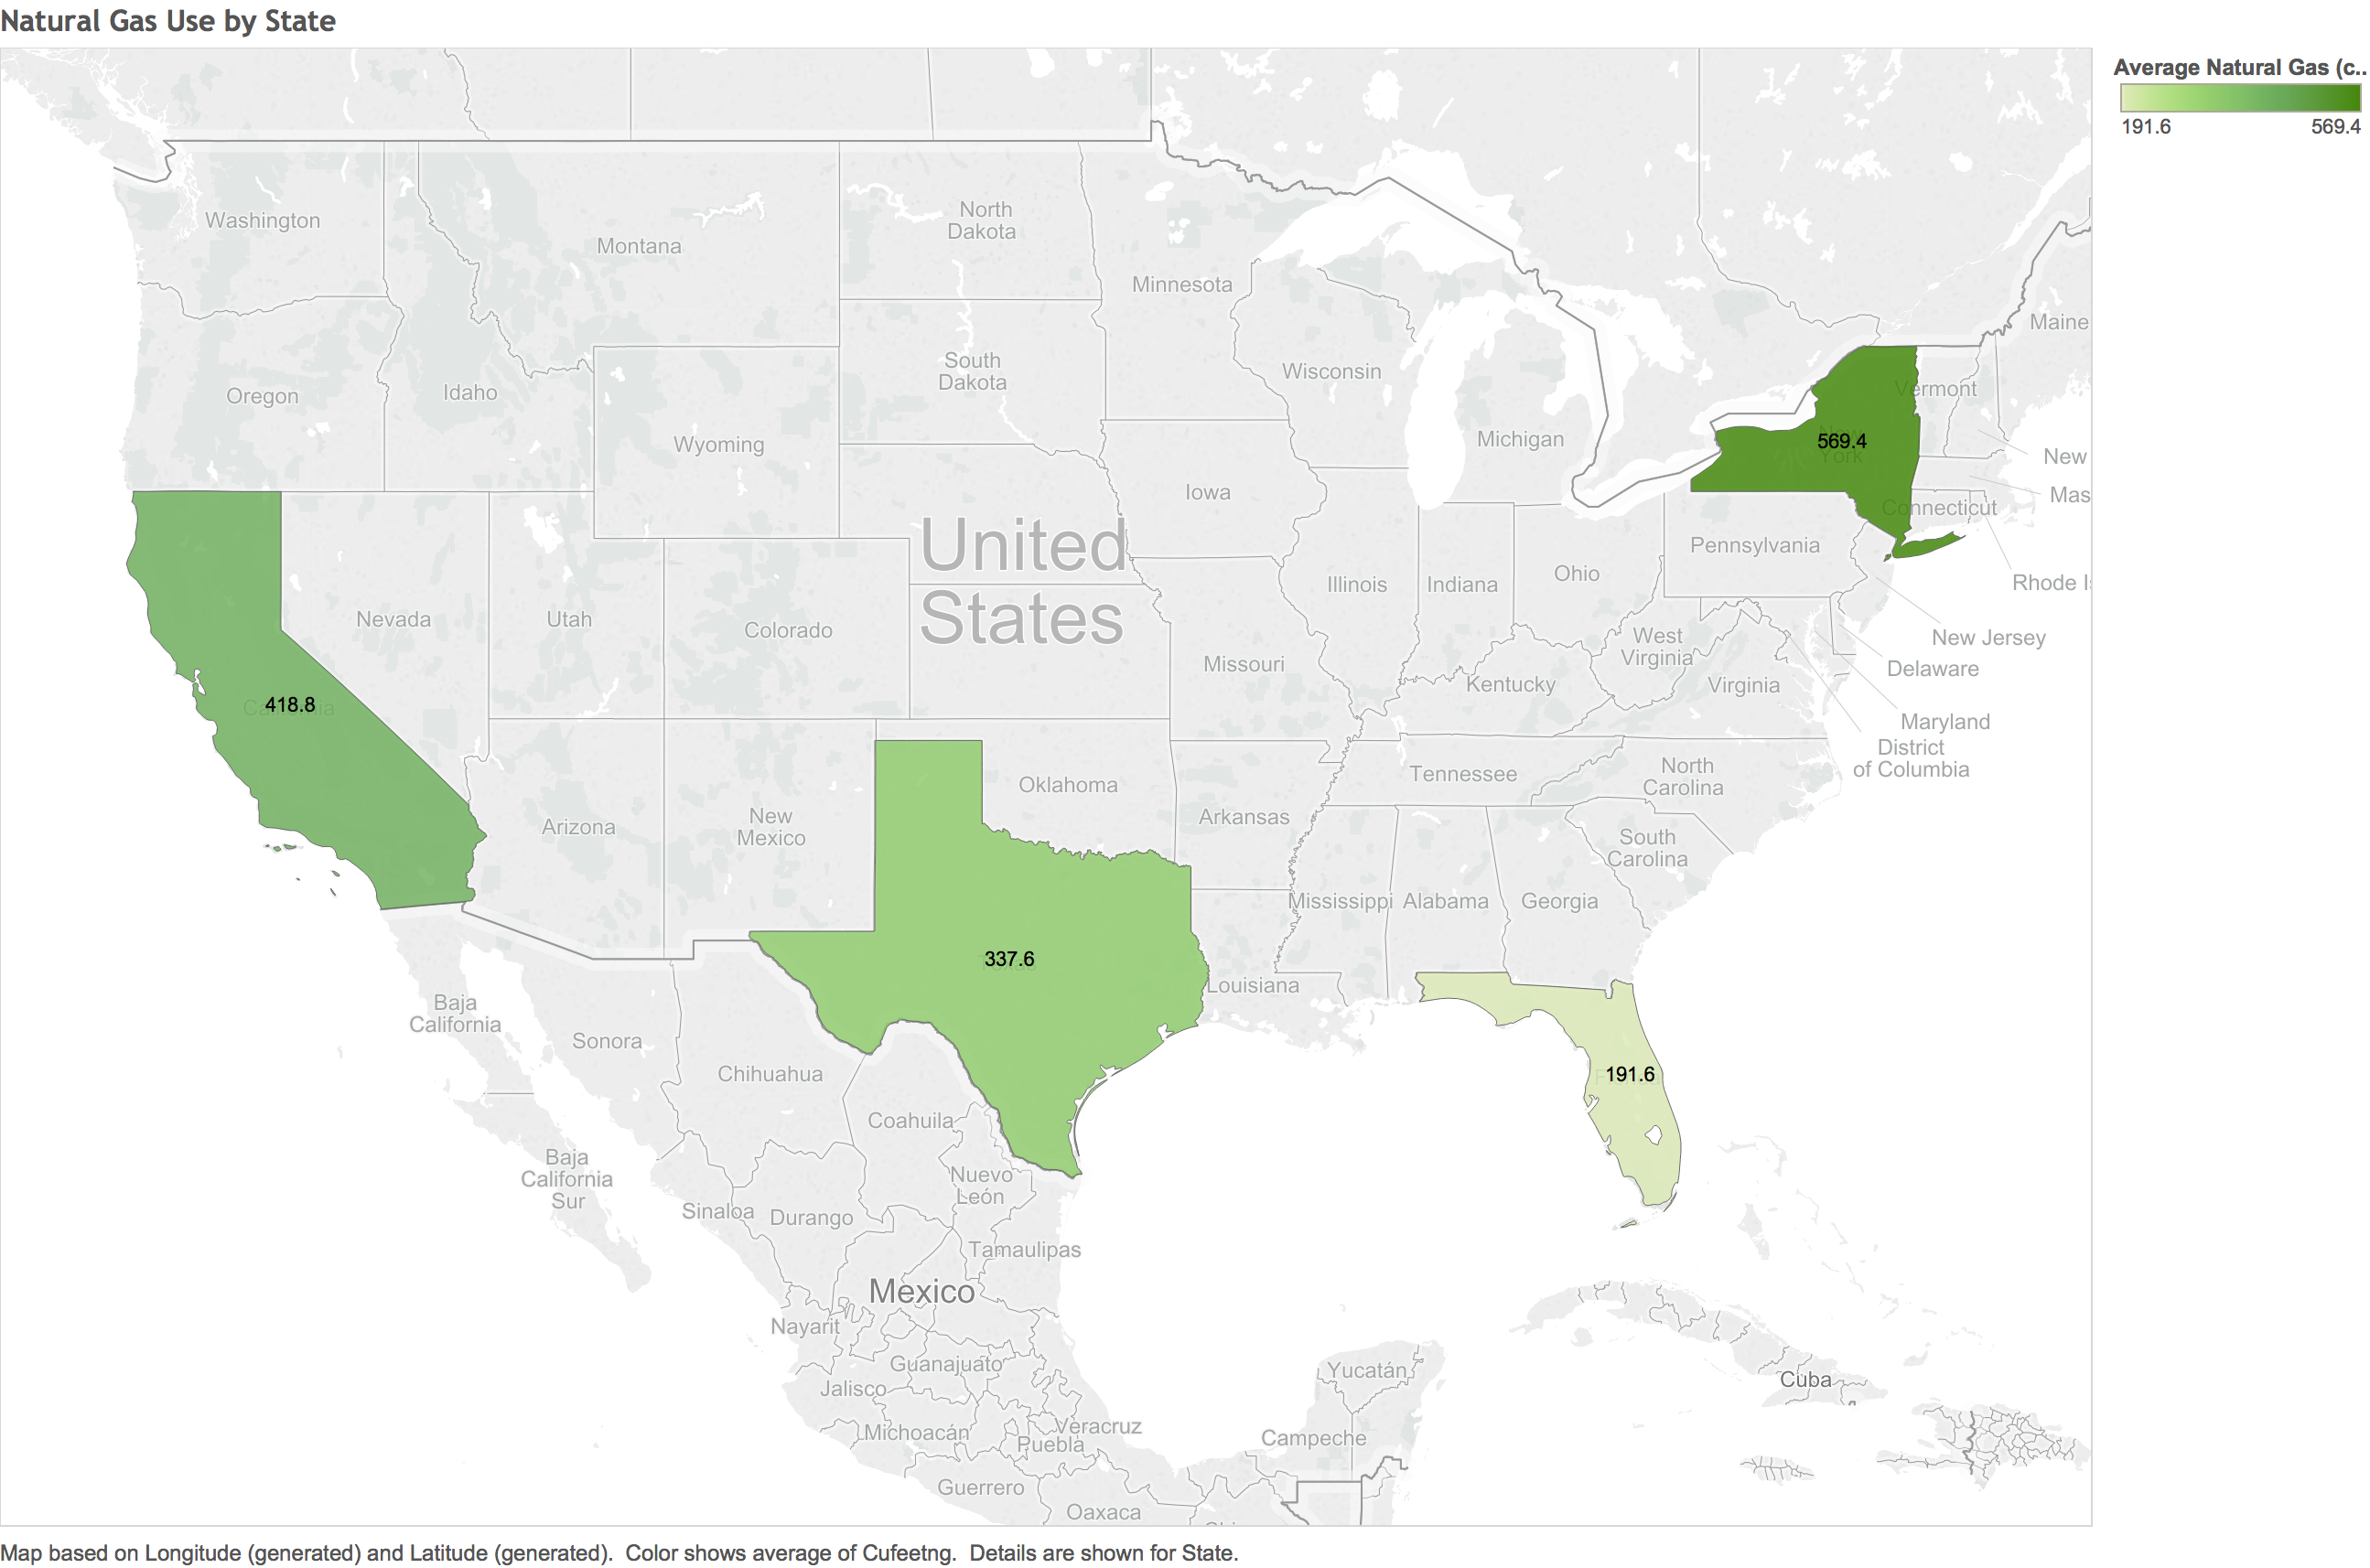 Natural Gas Use by State
Average Natural Gas (c..
191.6
569.4
Washington
Montana
North
Dakota
Minnesota
Maine
Oregon
Idaho
South
Dakota
Wisconsin
Vermont
Wyoming
Michigan
569.4
New
York
New
Iowa
Mas
Connecticut
United
States
Pennsylvania
Illinois
Indiana
Ohio
Rhode
Nevada
Utah
Colorado
West
Virginia
New Jersey
Missouri
Delaware
Kentucky
Virginia
418.8
California
Maryland
District
of Columbia
Oklahoma
Tennessee
North
Carolina
Arizona
New
Mexico
Arkansas
South
Carolina
Mississippi
Alabama
Georgia
337.6
Louisiana
Baja
California
Sonora
Chihuahua
191.6
Coahuila
Baja
California
Sur
Nuevo
León
Sinaloa
Durango
Tamaulipas
Mexico
Nayarit
Guanajuato
Yucatán
Jalisco
Cuba
Michoacán
Veracruz
Puebla
Campeche
Guerrero
Oaxaca
Map based on Longitude (generated) and Latitude (generated).  Color shows average of Cufeetng.  Details are shown for State.